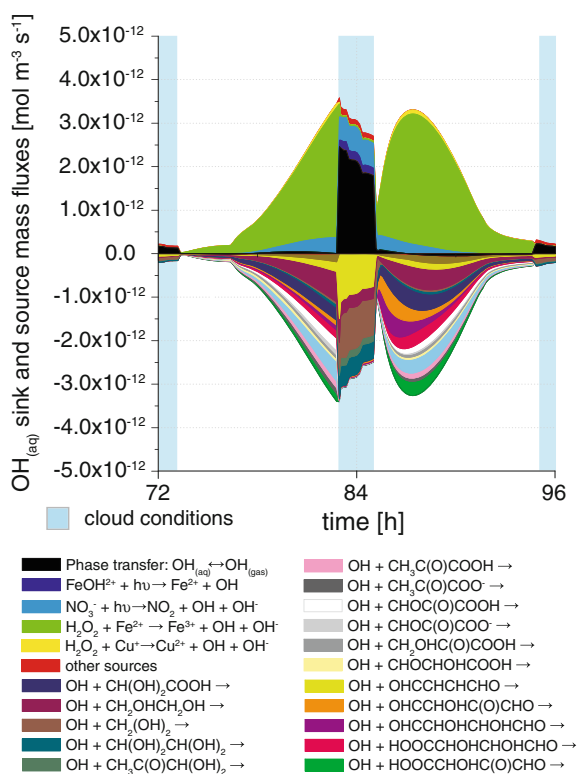 OH(aq) sink and source mass fluxes [mol m⁻³ s⁻¹]
5.0x10⁻¹²
4.0x10⁻¹²
3.0x10⁻¹²
2.0x10⁻¹²
1.0x10⁻¹²
0.0
-1.0x10⁻¹²
-2.0x10⁻¹²
-3.0x10⁻¹²
-4.0x10⁻¹²
-5.0x10⁻¹²
72 84 96
cloud conditions
time [h]
Phase transfer: OH(aq)↔OH(gas)
FeOH²⁺ + hυ→ Fe²⁺ + OH
NO₃⁻ + hυ→NO₂ + OH + OH⁻
H₂O₂ + Fe²⁺ → Fe³⁺ + OH + OH⁻
H₂O₂ + Cu⁺→Cu²⁺ + OH + OH⁻
other sources
OH + CH(OH)₂COOH →
OH + CH₂OHCH₂OH →
OH + CH₂(OH)₂ →
OH + CH(OH)₂CH(OH)₂ →
OH + CH₃C(O)CH(OH)₂ →
OH + CH₃C(O)COOH →
OH + CH₃C(O)COO⁻ →
OH + CHOC(O)COOH →
OH + CHOC(O)COO⁻ →
OH + CH₂OHC(O)COOH →
OH + CHOCHOHCOOH →
OH + OHCCHCHCHO →
OH + OHCCHOHC(O)CHO →
OH + OHCCHOHCHOHCHO →
OH + HOOCCHOHCHOHCHO →
OH + HOOCCHOHC(O)CHO →